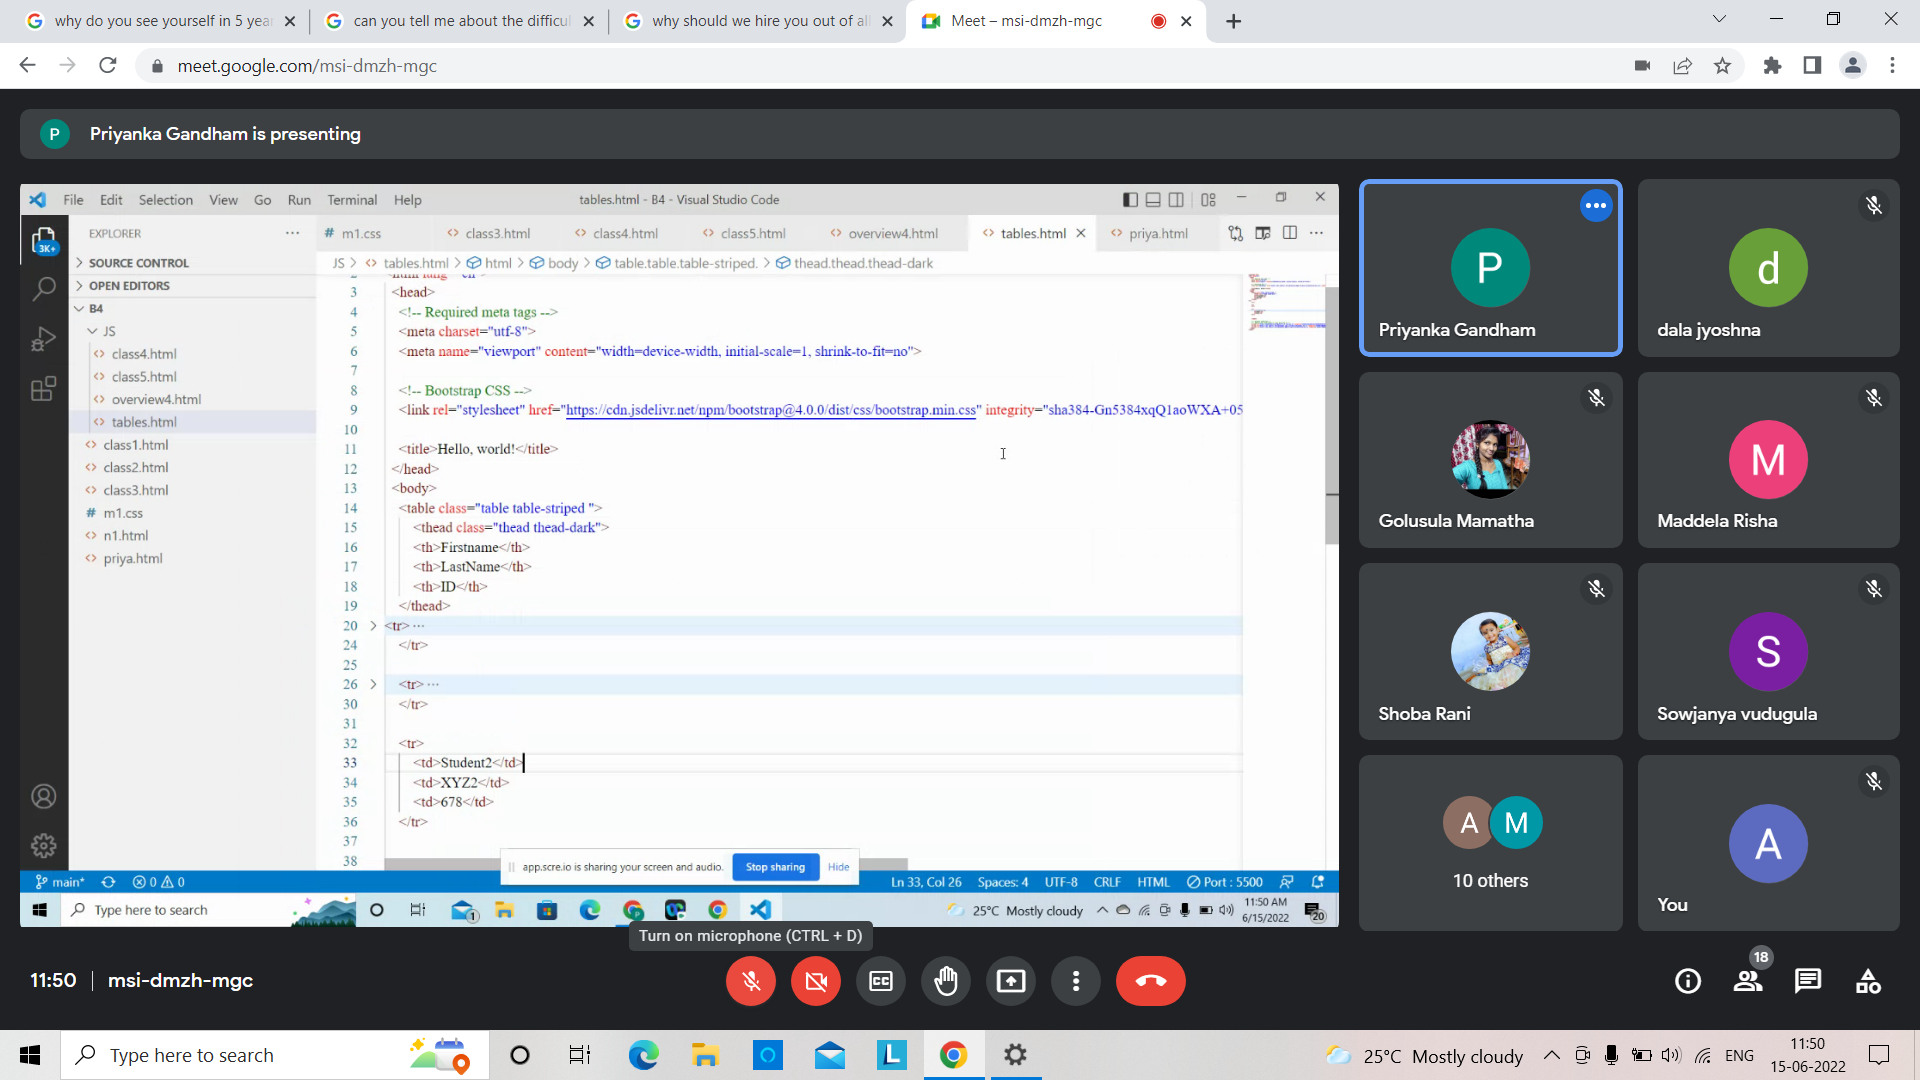 why do you see yourself in 5 year
can you tell me about the difficul
why should we hire you out of all
Meet – msi-dmzh-mgc
meet.google.com/msi-dmzh-mgc
P
Priyanka Gandham is presenting
File Edit Selection View Go Run Terminal Help
tables.html - B4 - Visual Studio Code
3K+
EXPLORER
SOURCE CONTROL
OPEN EDITORS
B4
JS
class4.html
class5.html
overview4.html
tables.html
class1.html
class2.html
class3.html
# m1.css
n1.html
priya.html
# m1.css
<> class3.html
<> class4.html
<> class5.html
<> overview4.html
<> tables.html
<> priya.html
JS > <> tables.html > html > body > table.table.table-striped. > thead.thead.thead-dark
3 <head>
4 <!-- Required meta tags -->
5 <meta charset="utf-8">
6 <meta name="viewport" content="width=device-width, initial-scale=1, shrink-to-fit=no">
7
8 <!-- Bootstrap CSS -->
9 <link rel="stylesheet" href="https://cdn.jsdelivr.net/npm/bootstrap@4.0.0/dist/css/bootstrap.min.css" integrity="sha384-Gn5384xqQ1aoWXA+05
10
11 <title>Hello, world!</title>
12 </head>
13 <body>
14 <table class="table table-striped ">
15 <thead class="thead thead-dark">
16 <th>Firstname</th>
17 <th>LastName</th>
18 <th>ID</th>
19 </thead>
20 <tr>···
24 </tr>
25
26 <tr>···
30 </tr>
31
32 <tr>
33 <td>Student2</td>
34 <td>XYZ2</td>
35 <td>678</td>
36 </tr>
37
38
app.scre.io is sharing your screen and audio. Stop sharing Hide
main* 0 0
Ln 33, Col 26 Spaces: 4 UTF-8 CRLF HTML Port : 5500
Type here to search
1
25°C Mostly cloudy
11:50 AM
6/15/2022
20
P
Priyanka Gandham
d
dala jyoshna
Golusula Mamatha
M
Maddela Risha
Shoba Rani
S
Sowjanya vudugula
A M
10 others
A
You
Turn on microphone (CTRL + D)
11:50 | msi-dmzh-mgc
CC
18
Type here to search
L
25°C Mostly cloudy
ENG
11:50
15-06-2022